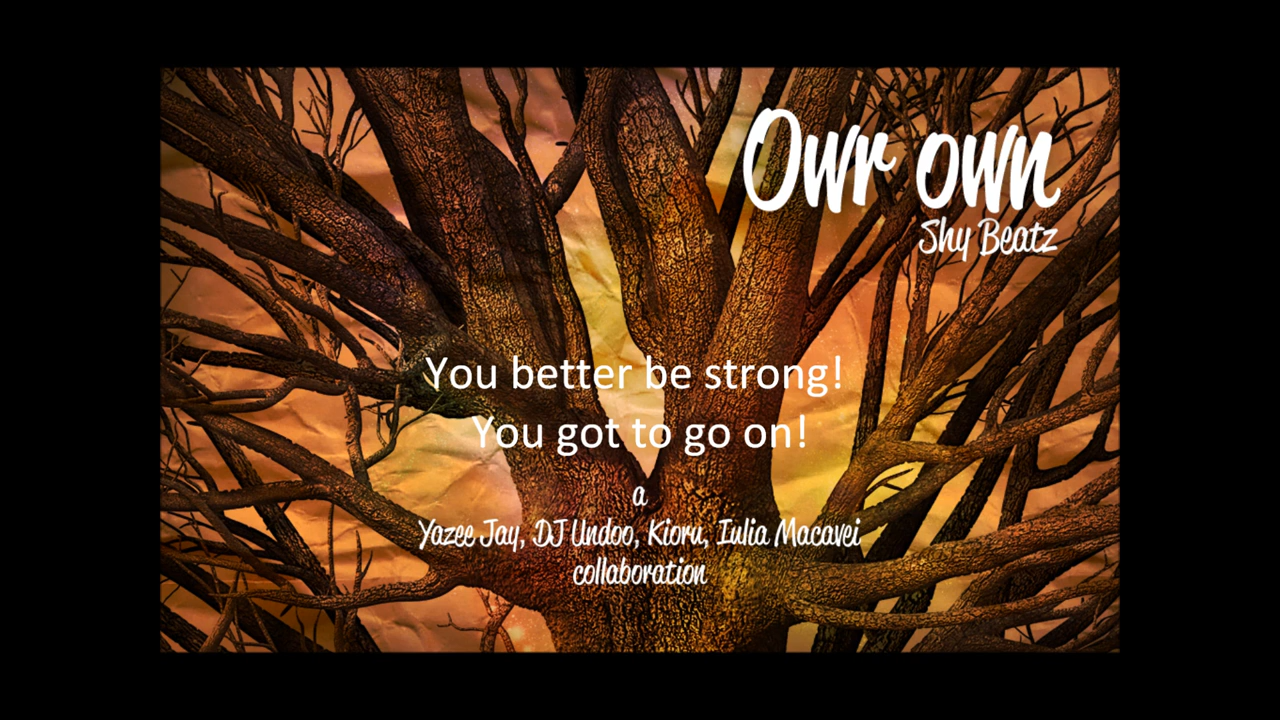 Owr own
Shy Beatz
You better be strong!
You got to go on!
a
Yazee Jay, DJ Undoo, Kioru, Iulia Macavei
collaboration